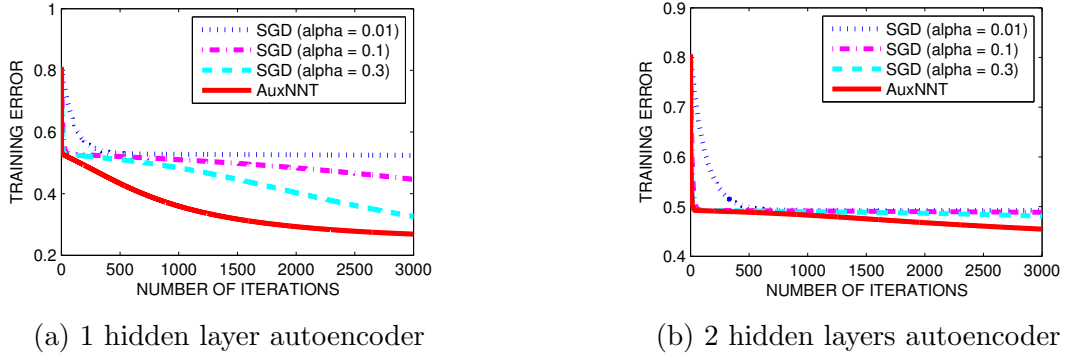 1
0.8
0.6
0.4
0.2
TRAINING ERROR
SGD (alpha = 0.01)
SGD (alpha = 0.1)
SGD (alpha = 0.3)
AuxNNT
0 500 1000 1500 2000 2500 3000
NUMBER OF ITERATIONS
(a) 1 hidden layer autoencoder
0.9
0.8
0.7
0.6
0.5
0.4
TRAINING ERROR
SGD (alpha = 0.01)
SGD (alpha = 0.1)
SGD (alpha = 0.3)
AuxNNT
0 500 1000 1500 2000 2500 3000
NUMBER OF ITERATIONS
(b) 2 hidden layers autoencoder